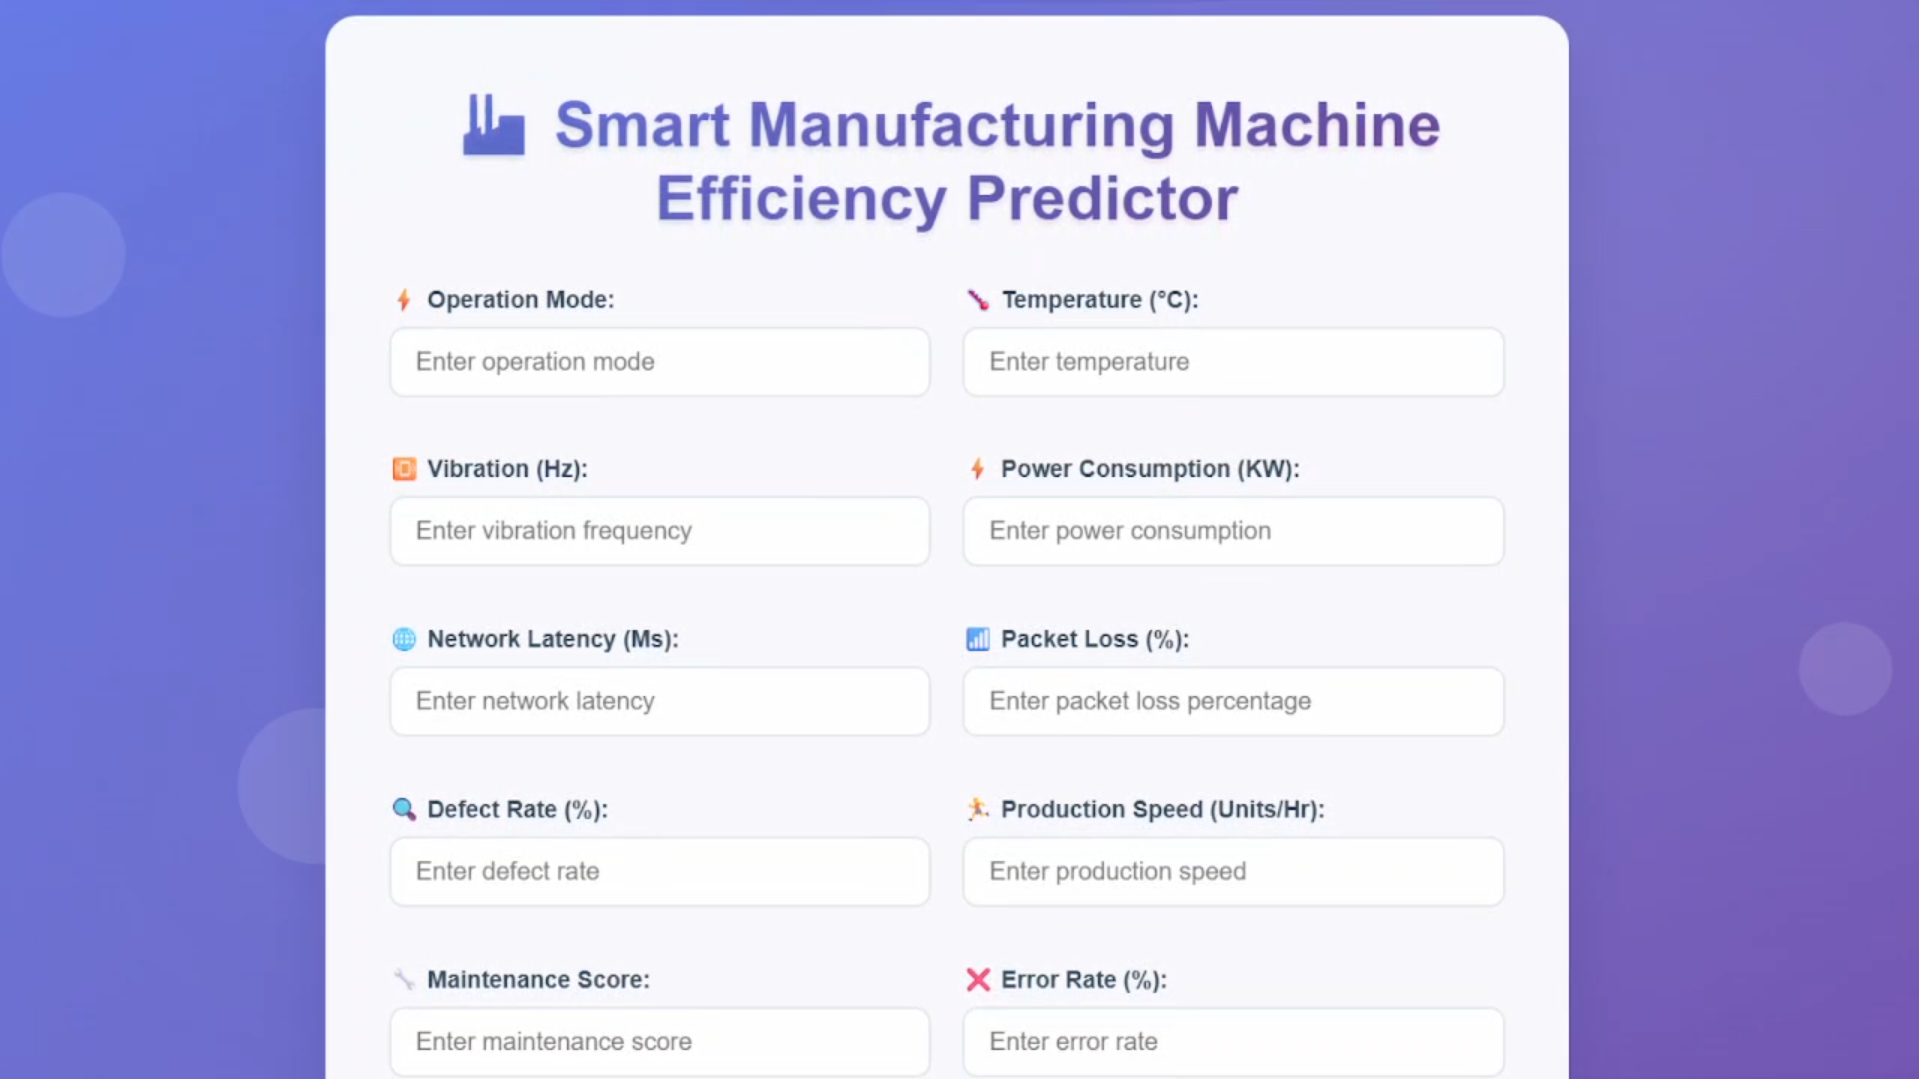 Smart Manufacturing Machine
Efficiency Predictor
Operation Mode:
Temperature (°C):
Enter operation mode
Enter temperature
Vibration (Hz):
Power Consumption (KW):
Enter vibration frequency
Enter power consumption
Network Latency (Ms):
Packet Loss (%):
Enter network latency
Enter packet loss percentage
Defect Rate (%):
Production Speed (Units/Hr):
Enter defect rate
Enter production speed
Maintenance Score:
Error Rate (%):
Enter maintenance score
Enter error rate